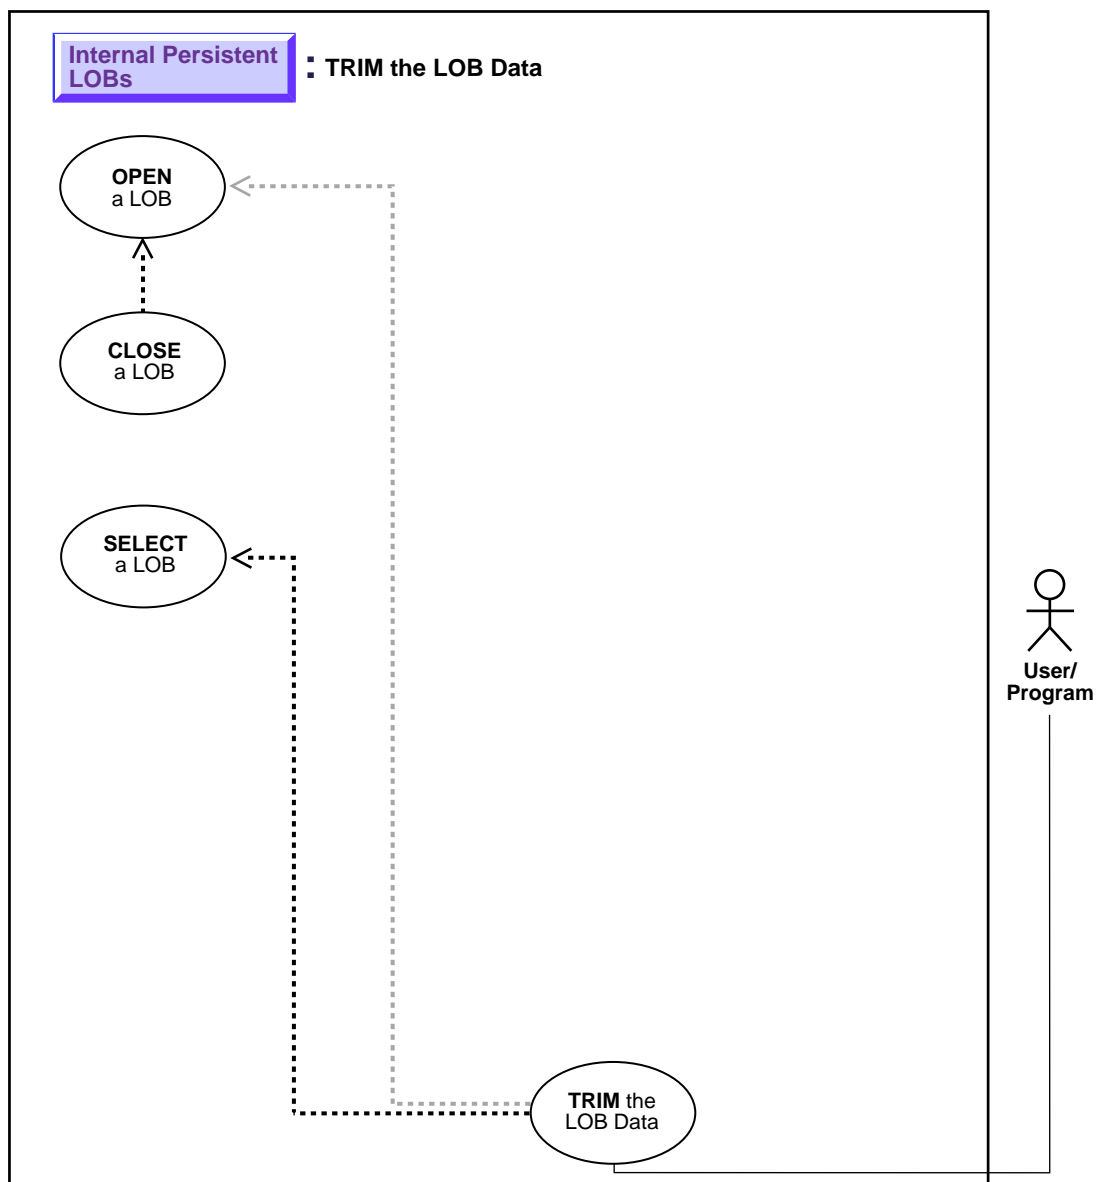 Internal Persistent
LOBs
: TRIM the LOB Data
OPEN
a LOB
CLOSE
a LOB
SELECT
a LOB
User/
Program
TRIM the
LOB Data